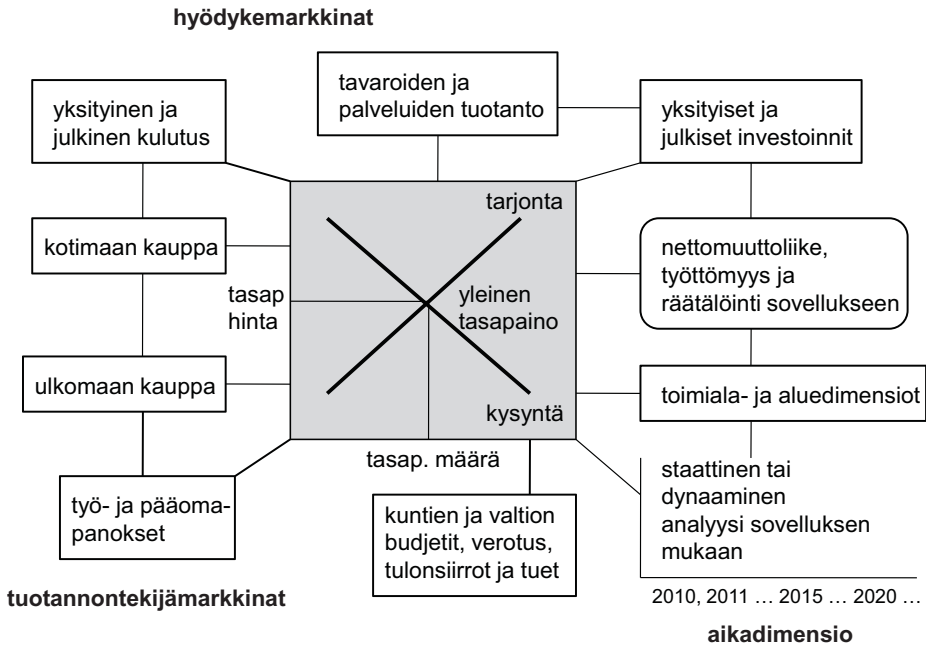 hyödykemarkkinat
yksityinen ja
julkinen kulutus
tavaroiden ja
palveluiden tuotanto
yksityiset ja
julkiset investoinnit
kotimaan kauppa
tarjonta
nettomuuttoliike,
työttömyys ja
räätälöinti sovellukseen
tasap
hinta
yleinen
tasapaino
ulkomaan kauppa
kysyntä
toimiala- ja aluedimensiot
tasap. määrä
työ- ja pääoma-
panokset
kuntien ja valtion
budjetit, verotus,
tulonsiirrot ja tuet
staattinen tai
dynaaminen
analyysi sovelluksen
mukaan
tuotannontekijämarkkinat
2010, 2011 … 2015 … 2020 …
aikadimensio